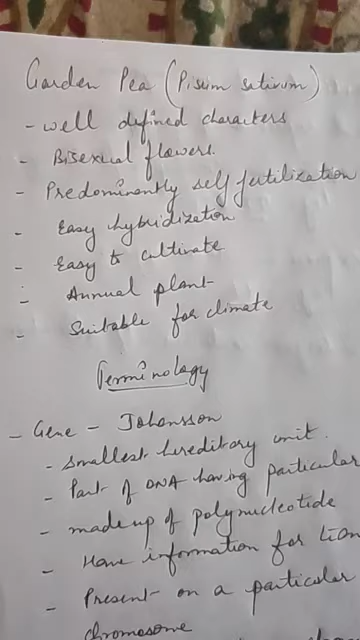 Garden Pea (Pisum sativum)
- well defined characters
- Bisexual flowers.
- Predominently self fertilization
- Easy hybridization
- Easy to cultivate
- Annual plant
- Suitable for climate
Terminology
- Gene - Johansson
- Smallest hereditary unit.
- Part of DNA having particular
- made up of polynucleotide
- Have information for
- Present on a particular
chromosome